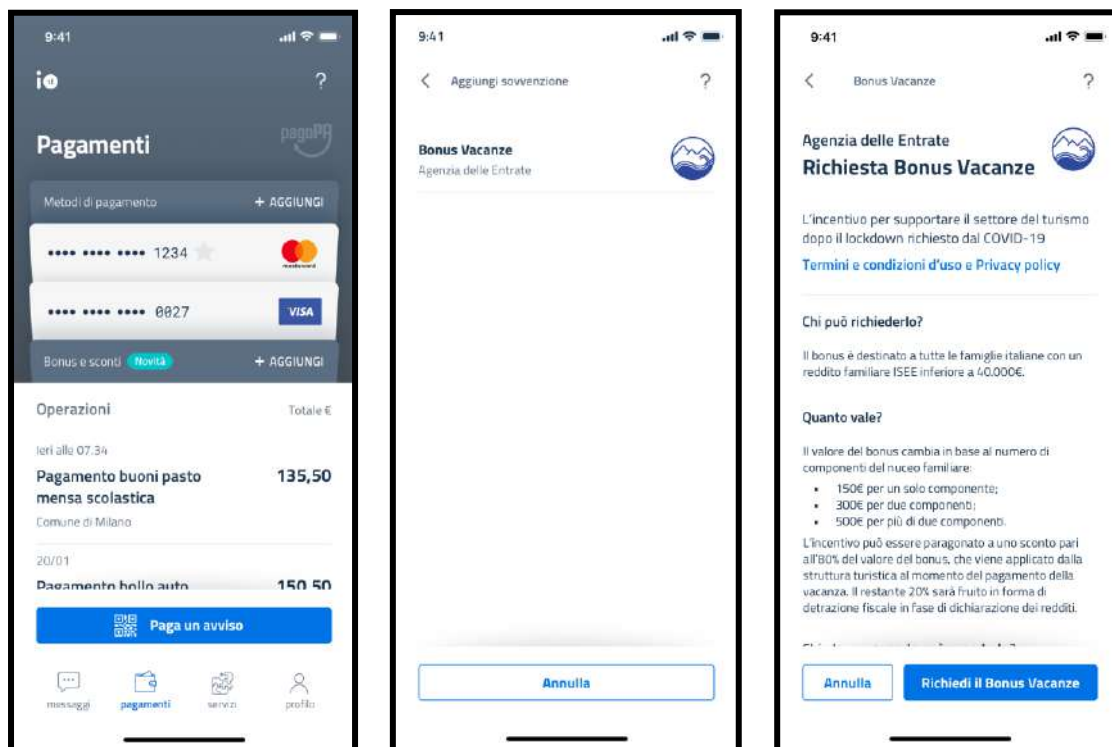 9:41
io
?
Pagamenti
pagoPA
Metodi di pagamento + AGGIUNGI
•••• •••• •••• 1234
mastercard
•••• •••• •••• 0027
VISA
Bonus e sconti Novità + AGGIUNGI
Operazioni Totale €
Ieri alle 07.34
Pagamento buoni pasto 135,50
mensa scolastica
Comune di Milano
20/01
Pagamento bollo auto 150,50
Paga un avviso
messaggi pagamenti servizi profilo
9:41
Aggiungi sovvenzione ?
Bonus Vacanze
Agenzia delle Entrate
Annulla
9:41
Bonus Vacanze ?
Agenzia delle Entrate
Richiesta Bonus Vacanze
L'incentivo per supportare il settore del turismo
dopo il lockdown richiesto dal COVID-19
Termini e condizioni d'uso e Privacy policy
Chi può richiederlo?
Il bonus è destinato a tutte le famiglie italiane con un
reddito familiare ISEE inferiore a 40.000€.
Quanto vale?
Il valore del bonus cambia in base al numero di
componenti del nuceo familiare:
• 150€ per un solo componente;
• 300€ per due componenti;
• 500€ per più di due componenti.
L'incentivo può essere paragonato a uno sconto pari
all'80% del valore del bonus, che viene applicato dalla
struttura turistica al momento del pagamento della
vacanza. Il restante 20% sarà fruito in forma di
detrazione fiscale in fase di dichiarazione dei redditi.
Annulla Richiedi il Bonus Vacanze